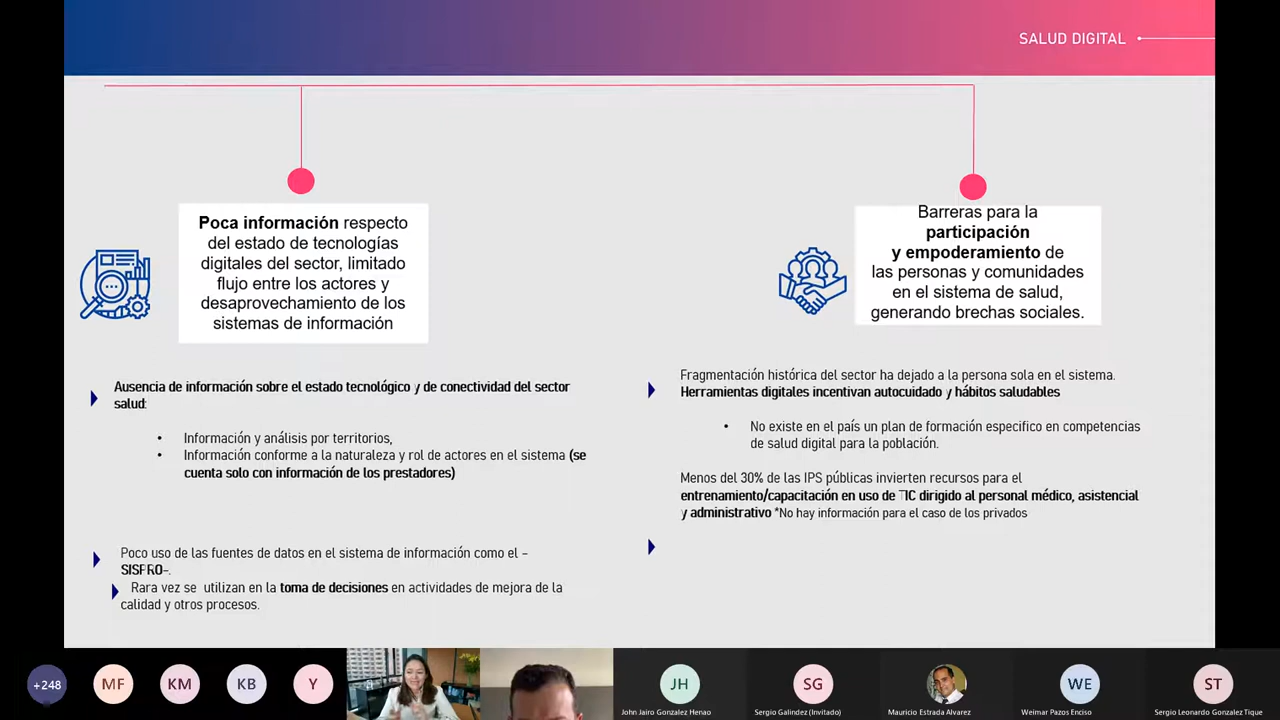 SALUD DIGITAL
Poca información respecto
del estado de tecnologías
digitales del sector, limitado
flujo entre los actores y
desaprovechamiento de los
sistemas de información
Barreras para la
participación
y empoderamiento de
las personas y comunidades
en el sistema de salud,
generando brechas sociales.
Ausencia de información sobre el estado tecnológico y de conectividad del sector
salud:
• Información y análisis por territorios,
• Información conforme a la naturaleza y rol de actores en el sistema (se
cuenta solo con información de los prestadores)
Poco uso de las fuentes de datos en el sistema de información como el –
SISPRO–.
Rara vez se utilizan en la toma de decisiones en actividades de mejora de la
calidad y otros procesos.
Fragmentación histórica del sector ha dejado a la persona sola en el sistema.
Herramientas digitales incentivan autocuidado y hábitos saludables
• No existe en el país un plan de formación especifico en competencias
de salud digital para la población.
Menos del 30% de las IPS públicas invierten recursos para el
entrenamiento/capacitación en uso de TIC dirigido al personal médico, asistencial
y administrativo *No hay información para el caso de los privados
+248
MF
KM
KB
Y
JH
John Jairo Gonzalez Henao
SG
Sergio Galindez (Invitado)
Mauricio Estrada Alvarez
WE
Weimar Pazos Enciso
ST
Sergio Leonardo Gonzalez Tique